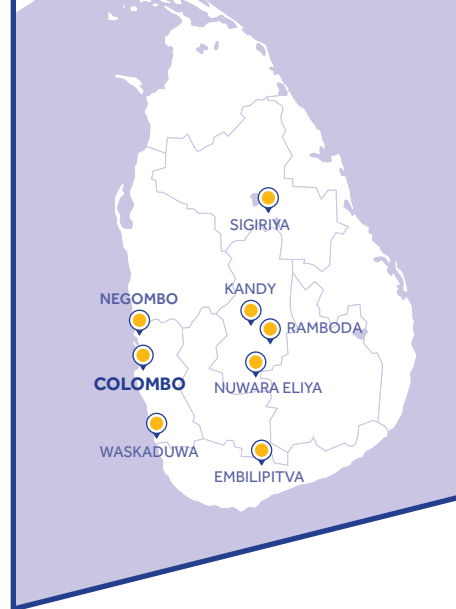 SIGIRIYA
KANDY
NEGOMBO
RAMBODA
COLOMBO
NUWARA ELIYA
WASKADUWA
EMBILIPITVA